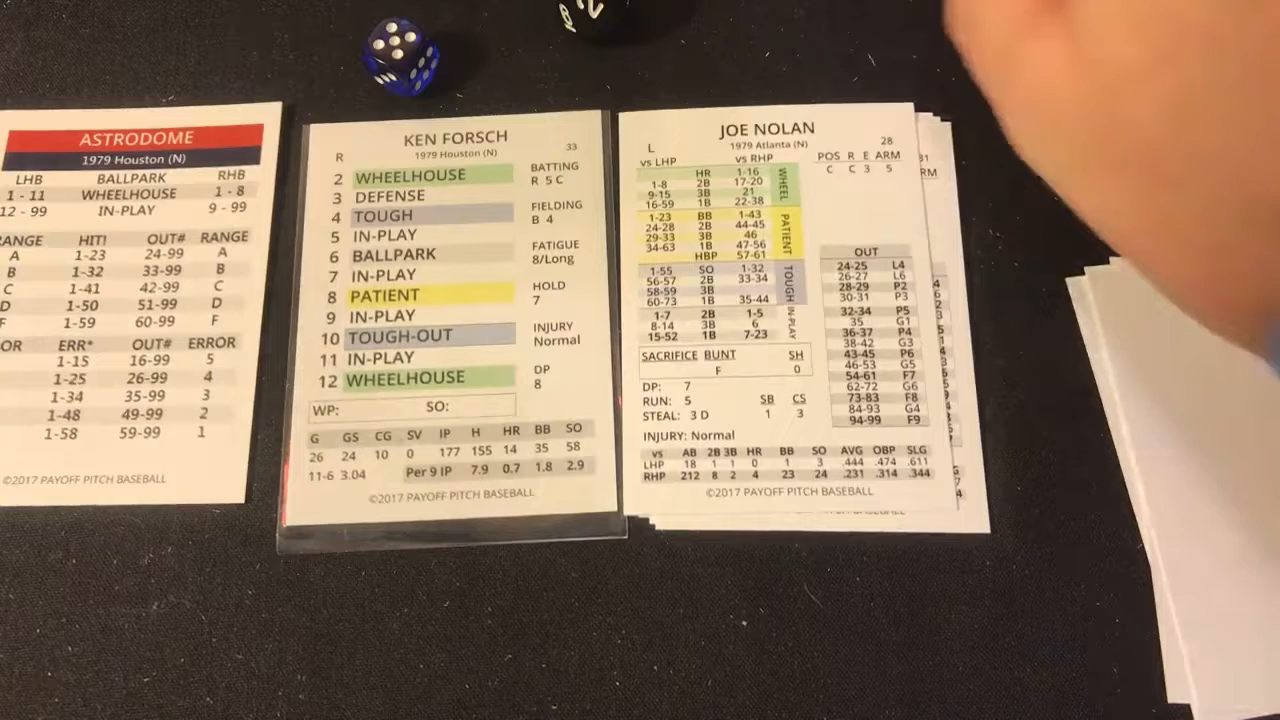 ASTRODOME
1979 Houston (N)
LHB BALLPARK RHB
1 - 11 WHEELHOUSE 1 - 8
12 - 99 IN-PLAY 9 - 99
ANGE HIT! OUT# RANGE
A 1-23 24-99 A
B 1-32 33-99 B
C 1-41 42-99 C
D 1-50 51-99 D
F 1-59 60-99 F
OR ERR* OUT# ERROR
1-15 16-99 5
1-25 26-99 4
1-34 35-99 3
1-48 49-99 2
1-58 59-99 1
©2017 PAYOFF PITCH BASEBALL
KEN FORSCH
R 1979 Houston (N) 33
2 WHEELHOUSE
3 DEFENSE
4 TOUGH
5 IN-PLAY
6 BALLPARK
7 IN-PLAY
8 PATIENT
9 IN-PLAY
10 TOUGH-OUT
11 IN-PLAY
12 WHEELHOUSE
BATTING
R 5 C
FIELDING
B 4
FATIGUE
8/Long
HOLD
7
INJURY
Normal
DP
8
WP: SO:
G GS CG SV IP H HR BB SO
26 24 10 0 177 155 14 35 58
11-6 3.04 Per 9 IP 7.9 0.7 1.8 2.9
©2017 PAYOFF PITCH BASEBALL
JOE NOLAN
L 1979 Atlanta (N) 28
vs LHP vs RHP
HR 1-16
1-8 2B 17-20
9-15 3B 21
16-59 1B 22-38
WHEEL
1-23 BB 1-43
24-28 2B 44-45
29-33 3B 46
34-63 1B 47-56
HBP 57-61
PATIENT
1-55 SO 1-32
56-57 2B 33-34
58-59 3B
60-73 1B 35-44
TOUGH
1-7 2B 1-5
8-14 3B 6
15-52 1B 7-23
IN-PLAY
POS R E ARM
C C 3 5
OUT
24-25 L4
26-27 L6
28-29 P2
30-31 P3
32-34 P5
35 G1
36-37 P4
38-42 G3
43-45 P6
46-53 G5
54-61 F7
62-72 G6
73-83 F8
84-93 G4
94-99 F9
SACRIFICE BUNT SH
F 0
DP: 7
RUN: 5 SB CS
STEAL: 3 D 1 3
INJURY: Normal
vs AB 2B 3B HR BB SO AVG OBP SLG
LHP 18 1 1 0 1 3 .444 .474 .611
RHP 212 8 2 4 23 24 .231 .314 .344
©2017 PAYOFF PITCH BASEBALL
31
RM